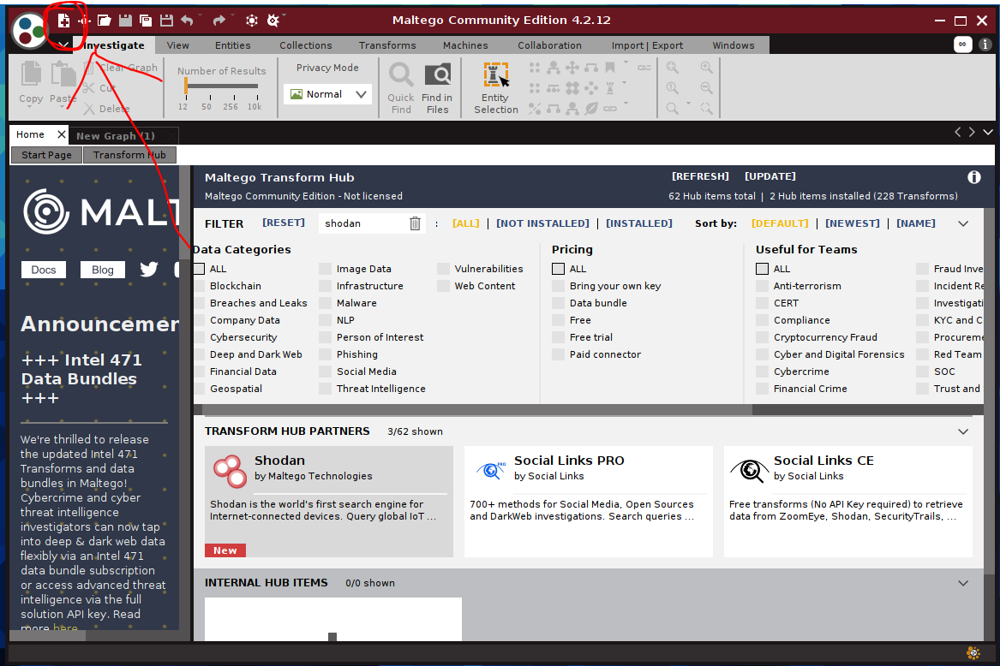 Maltego Community Edition 4.2.12
Investigate View Entities Collections Transforms Machines Collaboration Import | Export Windows
Copy Paste Clear Graph Cut Delete
Number of Results
12 50 256 10k
Privacy Mode
Normal
Quick Find
Find in Files
Entity Selection
Home New Graph (1)
Start Page Transform Hub
MALT
Docs Blog
Announcemen
+++ Intel 471
Data Bundles
+++
We're thrilled to release
the updated Intel 471
Transforms and data
bundles in Maltego!
Cybercrime and cyber
threat intelligence
investigators can now tap
into deep & dark web data
flexibly via an Intel 471
data bundle subscription
or access advanced threat
intelligence via the full
solution API key. Read
more here
Maltego Transform Hub [REFRESH] [UPDATE]
Maltego Community Edition - Not licensed 62 Hub items total | 2 Hub items installed (228 Transforms)
FILTER [RESET] shodan : [ALL] | [NOT INSTALLED] | [INSTALLED] Sort by: [DEFAULT] | [NEWEST] | [NAME]
Data Categories
ALL Image Data Vulnerabilities
Blockchain Infrastructure Web Content
Breaches and Leaks Malware
Company Data NLP
Cybersecurity Person of Interest
Deep and Dark Web Phishing
Financial Data Social Media
Geospatial Threat Intelligence
Pricing
ALL
Bring your own key
Data bundle
Free
Free trial
Paid connector
Useful for Teams
ALL Fraud Inve
Anti-terrorism Incident Re
CERT Investigati
Compliance KYC and C
Cryptocurrency Fraud Procureme
Cyber and Digital Forensics Red Team
Cybercrime SOC
Financial Crime Trust and
TRANSFORM HUB PARTNERS 3/62 shown
Shodan
by Maltego Technologies
Shodan is the world's first search engine for
Internet-connected devices. Query global IoT ...
New
Social Links PRO
by Social Links
700+ methods for Social Media, Open Sources
and DarkWeb investigations. Search queries ...
Social Links CE
by Social Links
Free transforms (No API Key required) to retrieve
data from ZoomEye, Shodan, SecurityTrails, ...
INTERNAL HUB ITEMS 0/0 shown